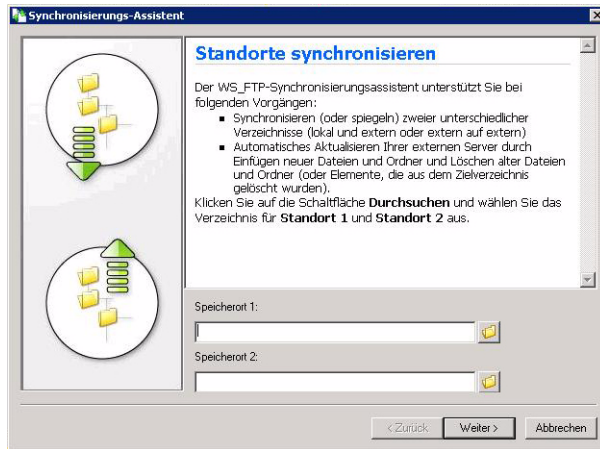 Synchronisierungs-Assistent
Standorte synchronisieren
Der WS_FTP-Synchronisierungsassistent unterstützt Sie bei
folgenden Vorgängen:
Synchronisieren (oder spiegeln) zweier unterschiedlicher
Verzeichnisse (lokal und extern oder extern auf extern)
Automatisches Aktualisieren Ihrer externen Server durch
Einfügen neuer Dateien und Ordner und Löschen alter Dateien
und Ordner (oder Elemente, die aus dem Zielverzeichnis
gelöscht wurden).
Klicken Sie auf die Schaltfläche Durchsuchen und wählen Sie das
Verzeichnis für Standort 1 und Standort 2 aus.
Speicherort 1:
Speicherort 2:
< Zurück
Weiter >
Abbrechen